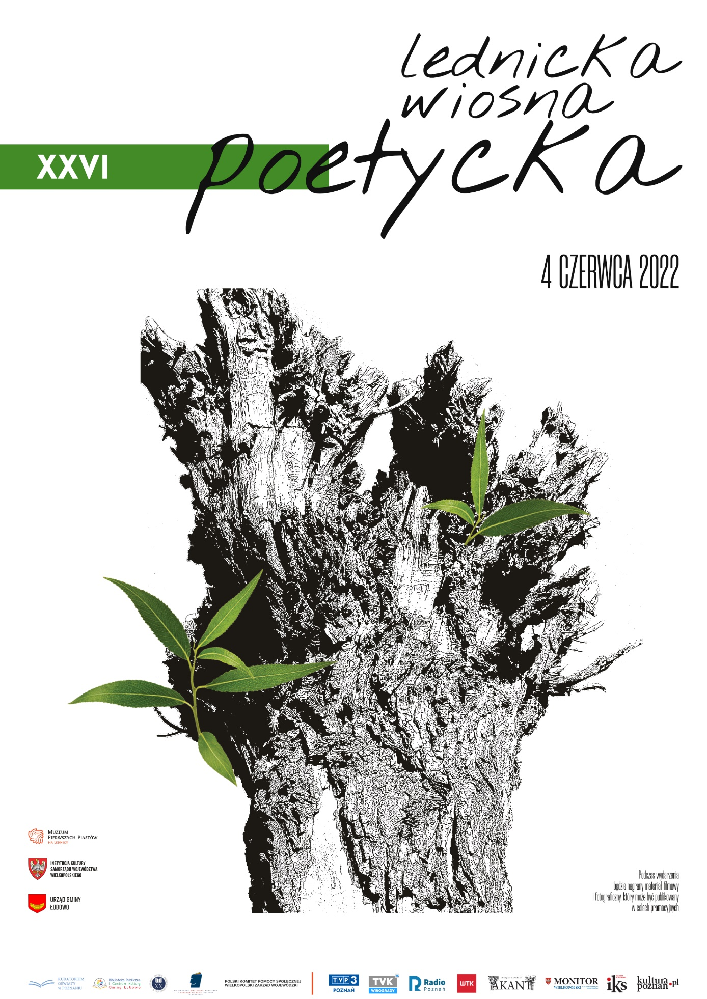 lednicka
wiosna
poetycka
XXVI
4 CZERWCA 2022
MUZEUM
PIERWSZYCH PIASTÓW
NA LEDNICY
INSTYTUCJA KULTURY
SAMORZĄDU WOJEWÓDZTWA
WIELKOPOLSKIEGO
URZĄD GMINY
ŁUBOWO
Podczas wydarzenia
będzie nagrany materiał filmowy
i fotograficzny, który może być publikowany
w celach promocyjnych
KURATORIUM
OŚWIATY
W POZNANIU
Biblioteka Publiczna
i Centrum Kultury
Gminy Łubowo
XX
POLSKI KOMITET POMOCY SPOŁECZNEJ
WIELKOPOLSKI ZARZĄD WOJEWÓDZKI
TVP3
POZNAŃ
TVK
WINOGRADY
Radio
Poznań
WTK
AKANT
MONITOR
WIELKOPOLSKI
iks
kultura
poznan.pl